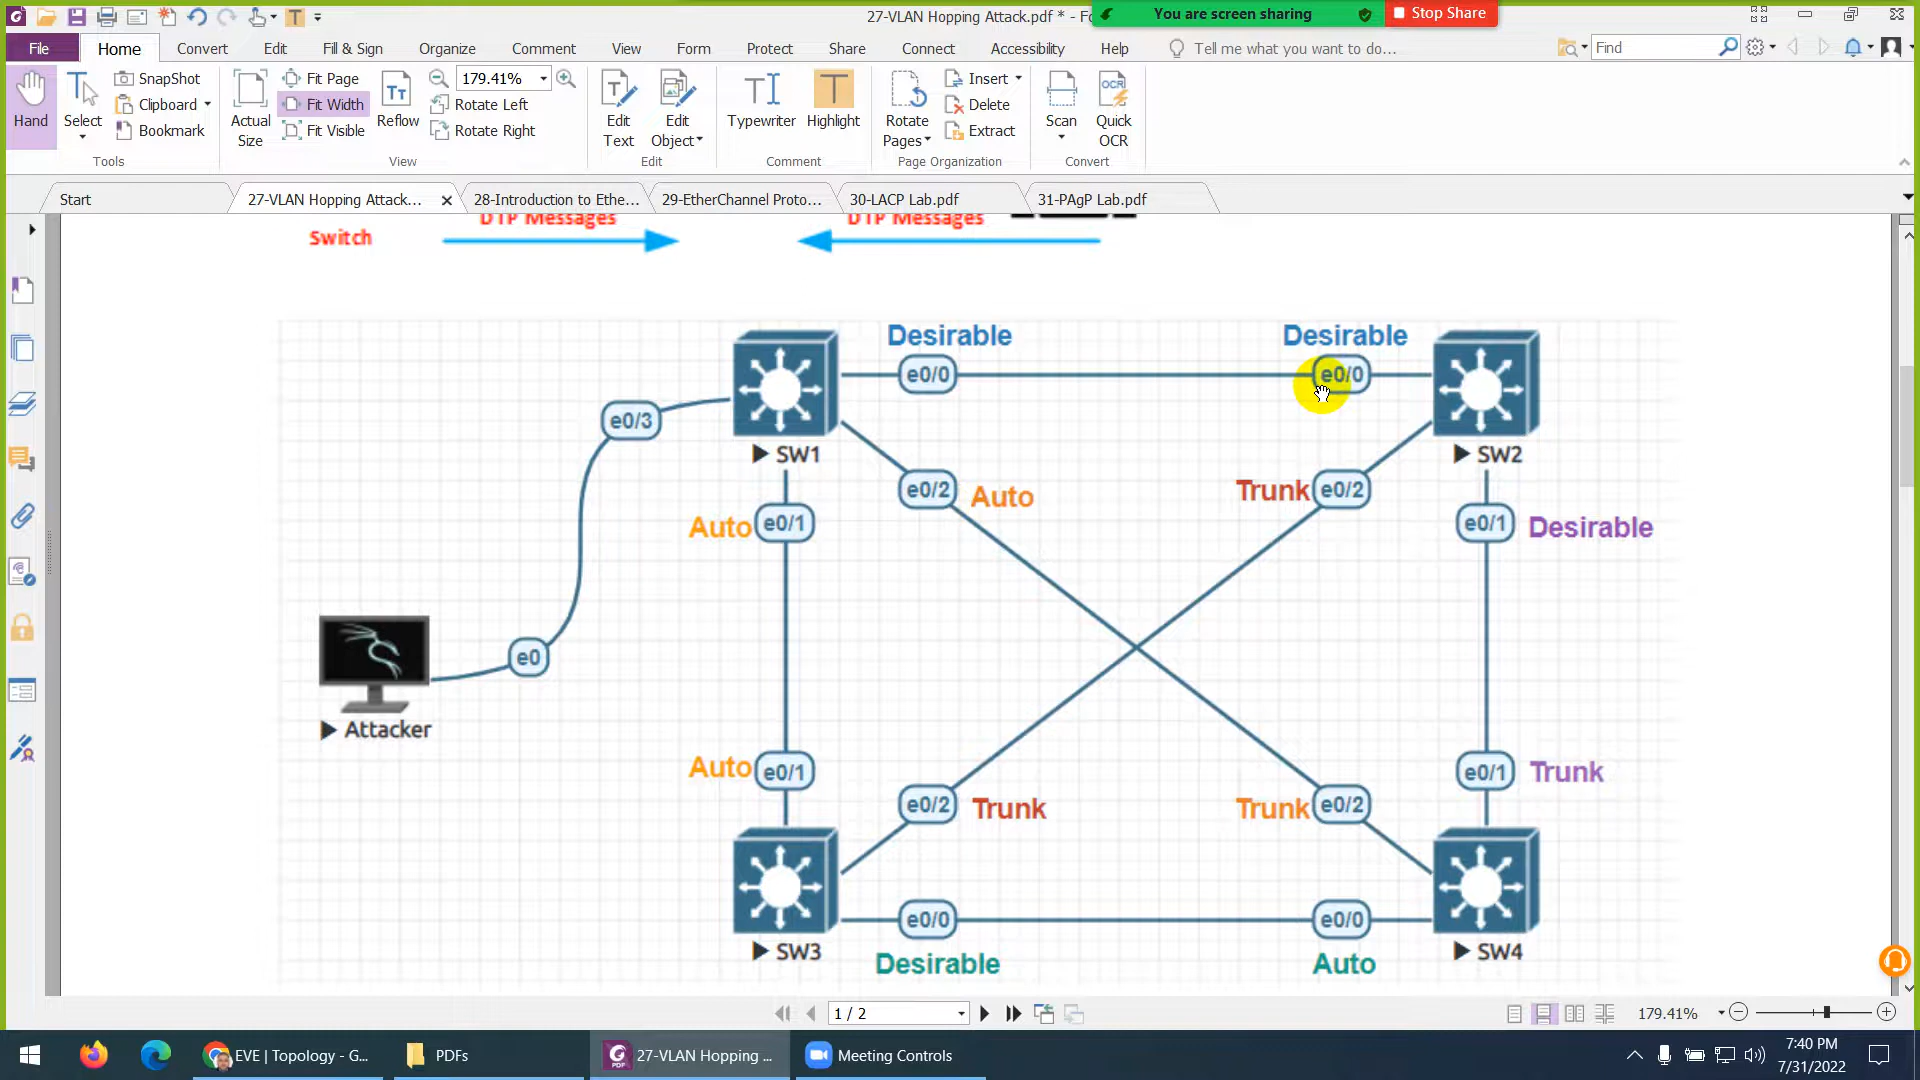 27-VLAN Hopping Attack.pdf * - Fo
You are screen sharing
Stop Share
File
Home
Convert
Edit
Fill & Sign
Organize
Comment
View
Form
Protect
Share
Connect
Accessibility
Help
Tell me what you want to do...
Find
Hand
Select
SnapShot
Clipboard
Bookmark
Tools
Actual Size
Fit Page
Fit Width
Fit Visible
Reflow
179.41%
Rotate Left
Rotate Right
View
Edit Text
Edit Object
Edit
Typewriter
Highlight
Comment
Rotate Pages
Insert
Delete
Extract
Page Organization
Scan
Quick OCR
Convert
Start
27-VLAN Hopping Attack...
28-Introduction to Ethe...
29-EtherChannel Proto...
30-LACP Lab.pdf
31-PAgP Lab.pdf
DTP Messages
DTP Messages
Switch
Desirable
Desirable
e0/0
e0/0
e0/3
SW1
SW2
e0/2
Auto
Trunk
e0/2
Auto
e0/1
e0/1
Desirable
e0
Attacker
Auto
e0/1
e0/1
Trunk
e0/2
Trunk
Trunk
e0/2
e0/0
e0/0
SW3
SW4
Desirable
Auto
1 / 2
179.41%
EVE | Topology - G...
PDFs
27-VLAN Hopping ...
Meeting Controls
7:40 PM
7/31/2022